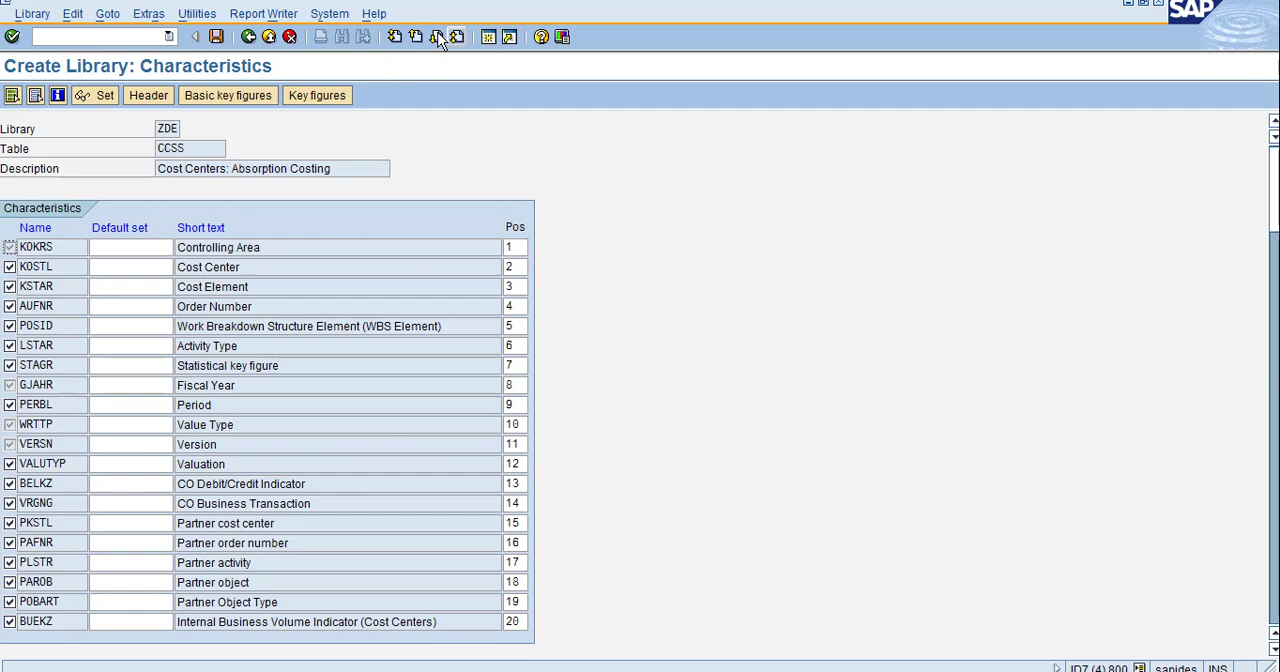 Library Edit Goto Extras Utilities Report Writer System Help
SAP
Create Library: Characteristics
Set Header Basic key figures Key figures
Library ZDE
Table CCSS
Description Cost Centers: Absorption Costing
Characteristics
Name Default set Short text Pos
KOKRS Controlling Area 1
KOSTL Cost Center 2
KSTAR Cost Element 3
AUFNR Order Number 4
POSID Work Breakdown Structure Element (WBS Element) 5
LSTAR Activity Type 6
STAGR Statistical key figure 7
GJAHR Fiscal Year 8
PERBL Period 9
WRTTP Value Type 10
VERSN Version 11
VALUTYP Valuation 12
BELKZ CO Debit/Credit Indicator 13
VRGNG CO Business Transaction 14
PKSTL Partner cost center 15
PAFNR Partner order number 16
PLSTR Partner activity 17
PAROB Partner object 18
POBART Partner Object Type 19
BUEKZ Internal Business Volume Indicator (Cost Centers) 20
ID7 (4) 800 sapides INS